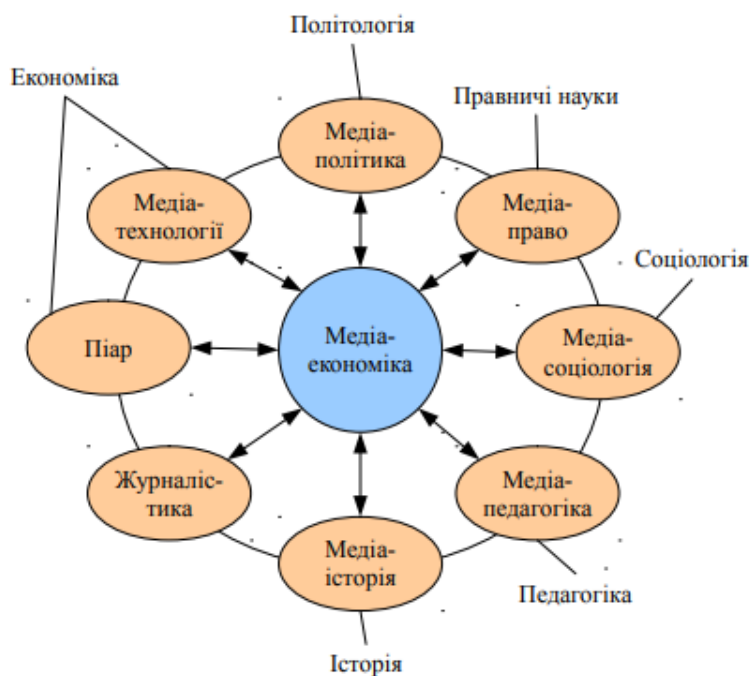 Політологія
Економіка
Правничі науки
Медіа-
політика
Медіа-
технології
Медіа-
право
Соціологія
Піар
Медіа-
економіка
Медіа-
соціологія
Журналіс-
тика
Медіа-
педагогіка
Медіа-
історія
Педагогіка
Історія